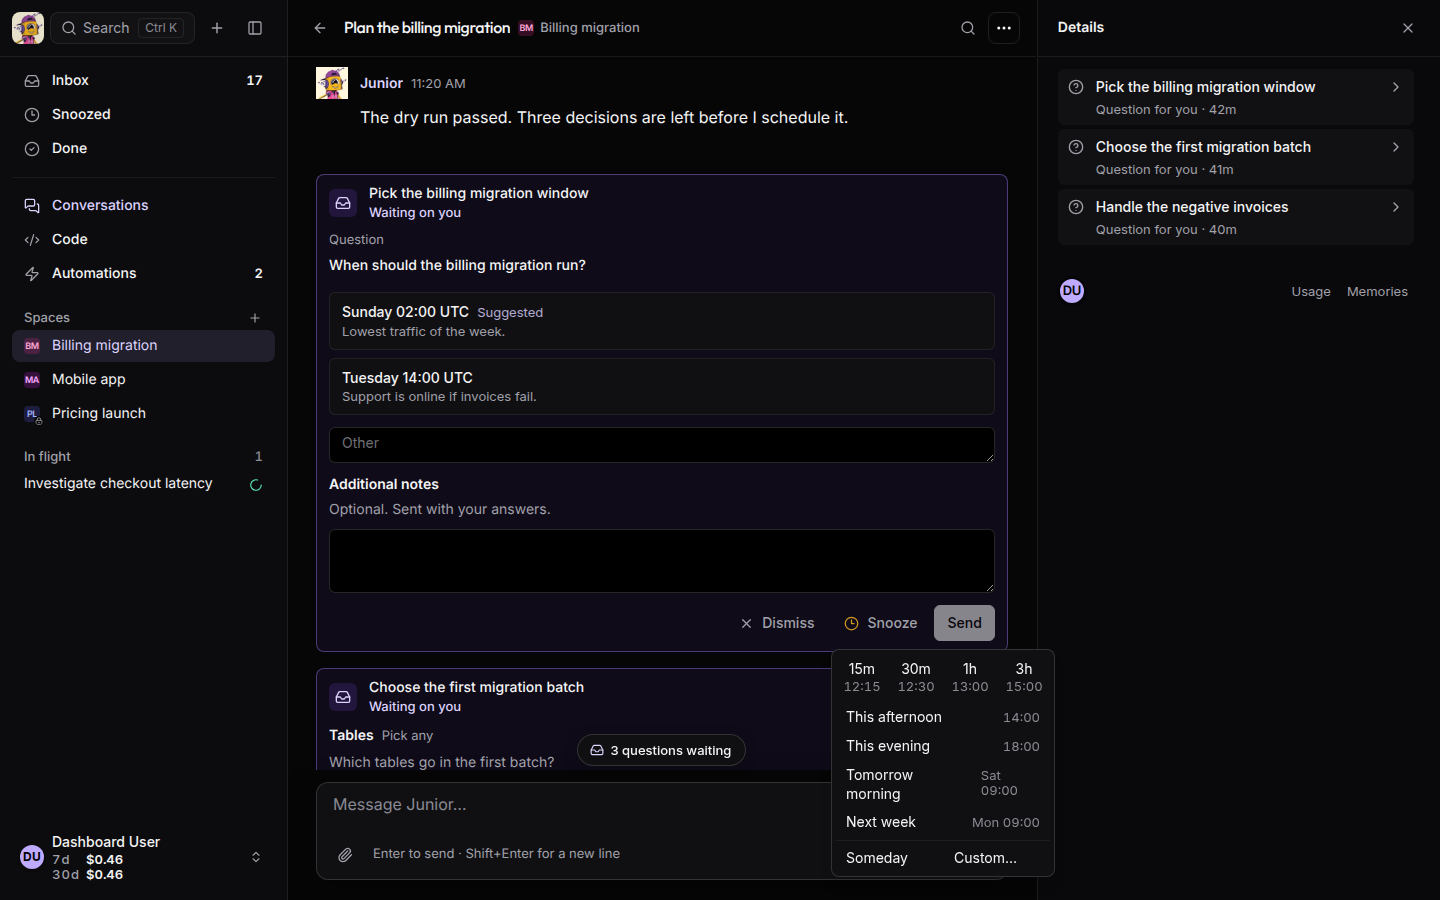 Search Ctrl K
Inbox 17
Snoozed
Done
Conversations
Code
Automations 2
Spaces
BM Billing migration
MA Mobile app
PL Pricing launch
In flight 1
Investigate checkout latency
DU Dashboard User
7d $0.46
30d $0.46
Plan the billing migration BM Billing migration
Junior 11:20 AM
The dry run passed. Three decisions are left before I schedule it.
Pick the billing migration window
Waiting on you
Question
When should the billing migration run?
Sunday 02:00 UTC Suggested
Lowest traffic of the week.
Tuesday 14:00 UTC
Support is online if invoices fail.
Other
Additional notes
Optional. Sent with your answers.
Dismiss Snooze Send
Choose the first migration batch
Waiting on you
Tables Pick any
Which tables go in the first batch?
3 questions waiting
Message Junior...
Enter to send · Shift+Enter for a new line
15m 30m 1h 3h
12:15 12:30 13:00 15:00
This afternoon 14:00
This evening 18:00
Tomorrow morning Sat 09:00
Next week Mon 09:00
Someday Custom...
Details
Pick the billing migration window
Question for you · 42m
Choose the first migration batch
Question for you · 41m
Handle the negative invoices
Question for you · 40m
DU Usage Memories